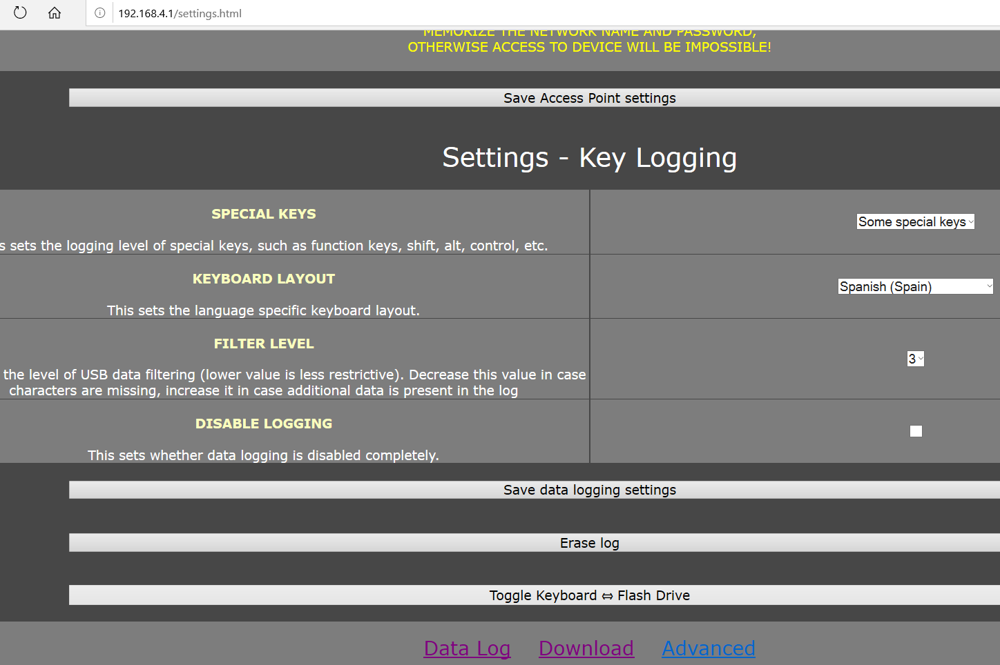 192.168.4.1/settings.html
MEMORIZE THE NETWORK NAME AND PASSWORD,
OTHERWISE ACCESS TO DEVICE WILL BE IMPOSSIBLE!
Save Access Point settings
Settings - Key Logging
SPECIAL KEYS
s sets the logging level of special keys, such as function keys, shift, alt, control, etc.
Some special keys
KEYBOARD LAYOUT
This sets the language specific keyboard layout.
Spanish (Spain)
FILTER LEVEL
the level of USB data filtering (lower value is less restrictive). Decrease this value in case
characters are missing, increase it in case additional data is present in the log
3
DISABLE LOGGING
This sets whether data logging is disabled completely.
Save data logging settings
Erase log
Toggle Keyboard ⇔ Flash Drive
Data Log Download Advanced